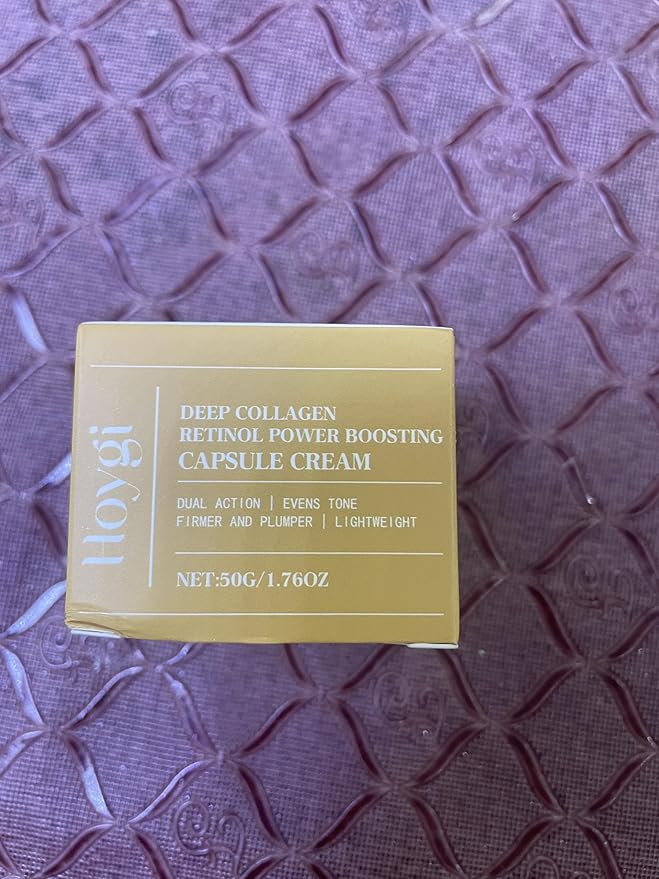 Hoygi
DEEP COLLAGEN
RETINOL POWER BOOSTING
CAPSULE CREAM
DUAL ACTION | EVENS TONE
FIRMER AND PLUMPER | LIGHTWEIGHT
NET:50G/1.76OZ